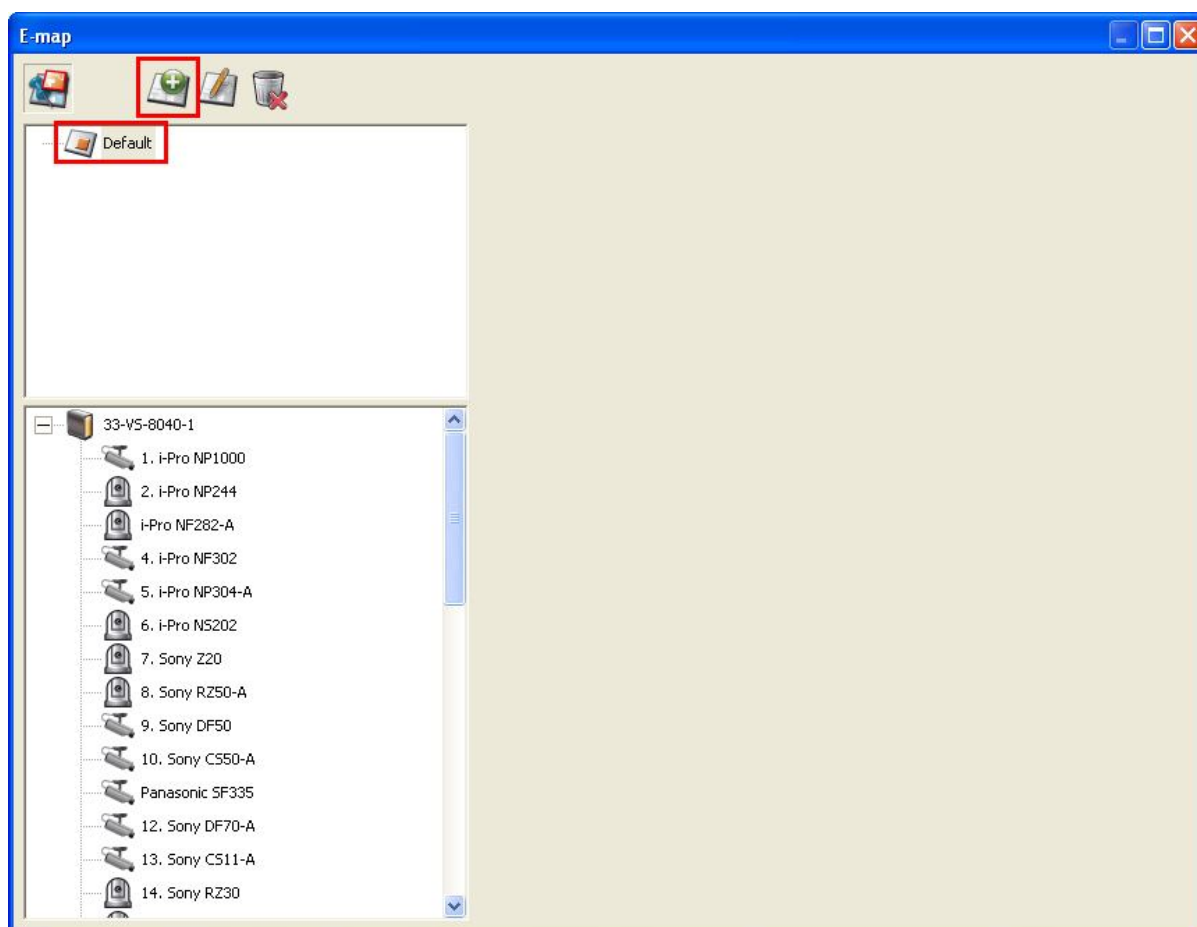 E-map
Default
33-VS-8040-1
1. i-Pro NP1000
2. i-Pro NP244
i-Pro NF282-A
4. i-Pro NF302
5. i-Pro NP304-A
6. i-Pro NS202
7. Sony Z20
8. Sony RZ50-A
9. Sony DF50
10. Sony CS50-A
Panasonic SF335
12. Sony DF70-A
13. Sony CS11-A
14. Sony RZ30